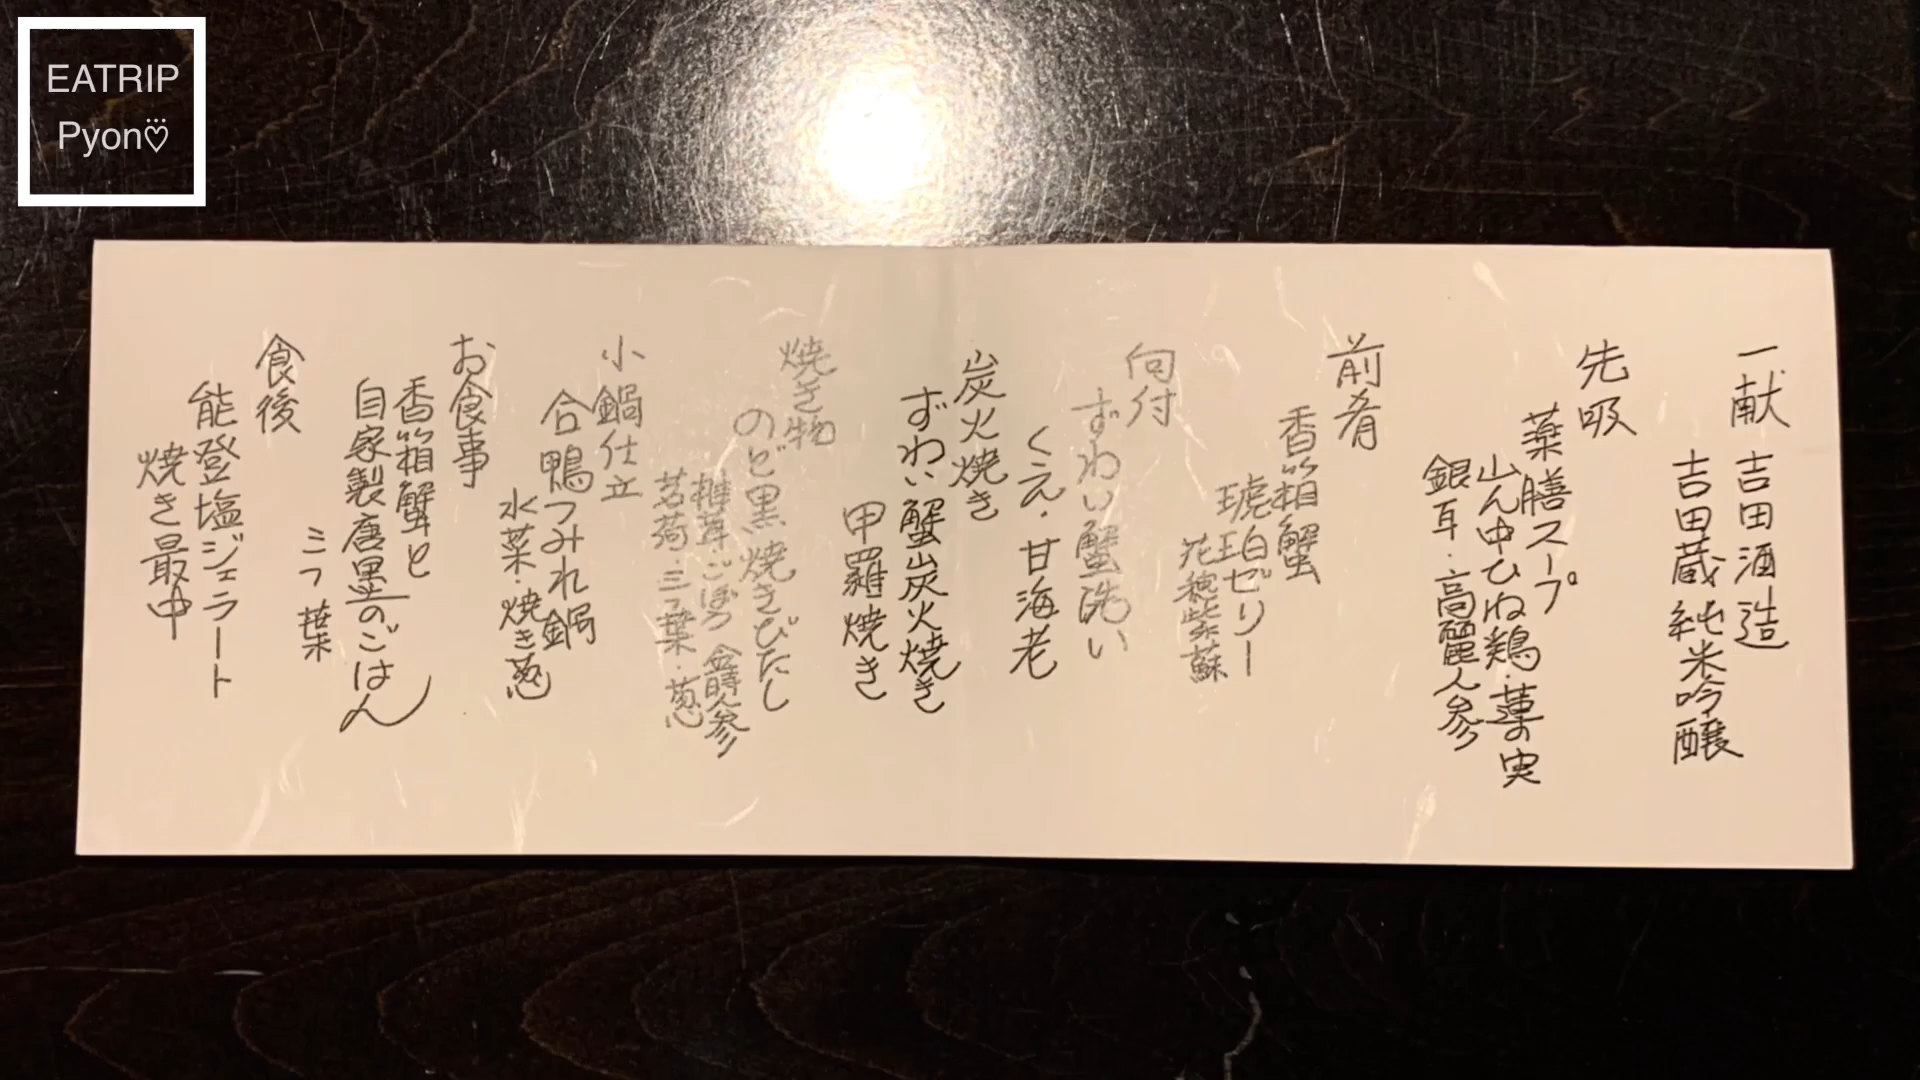 EATRIP
Pyon♡
一献
吉田酒造
吉田蔵 純米吟醸
先吸
薬膳スープ
山ん中ひね鶏・蓮の実
銀耳・高麗人参
前肴
香箱蟹
琥珀ゼリー
花穂紫蘇
向付
ずわい蟹洗い
くえ・甘海老
炭火焼き
ずわい蟹炭火焼き
甲羅焼き
焼き物
のど黒焼きびたし
椎茸・ごぼう 金時人参
茗荷・三つ葉・葱
小鍋仕立
合鴨つみれ鍋
水菜・焼き葱
お食事
香箱蟹と
自家製唐墨のごはん
三つ葉
食後
能登塩ジェラート
焼き最中